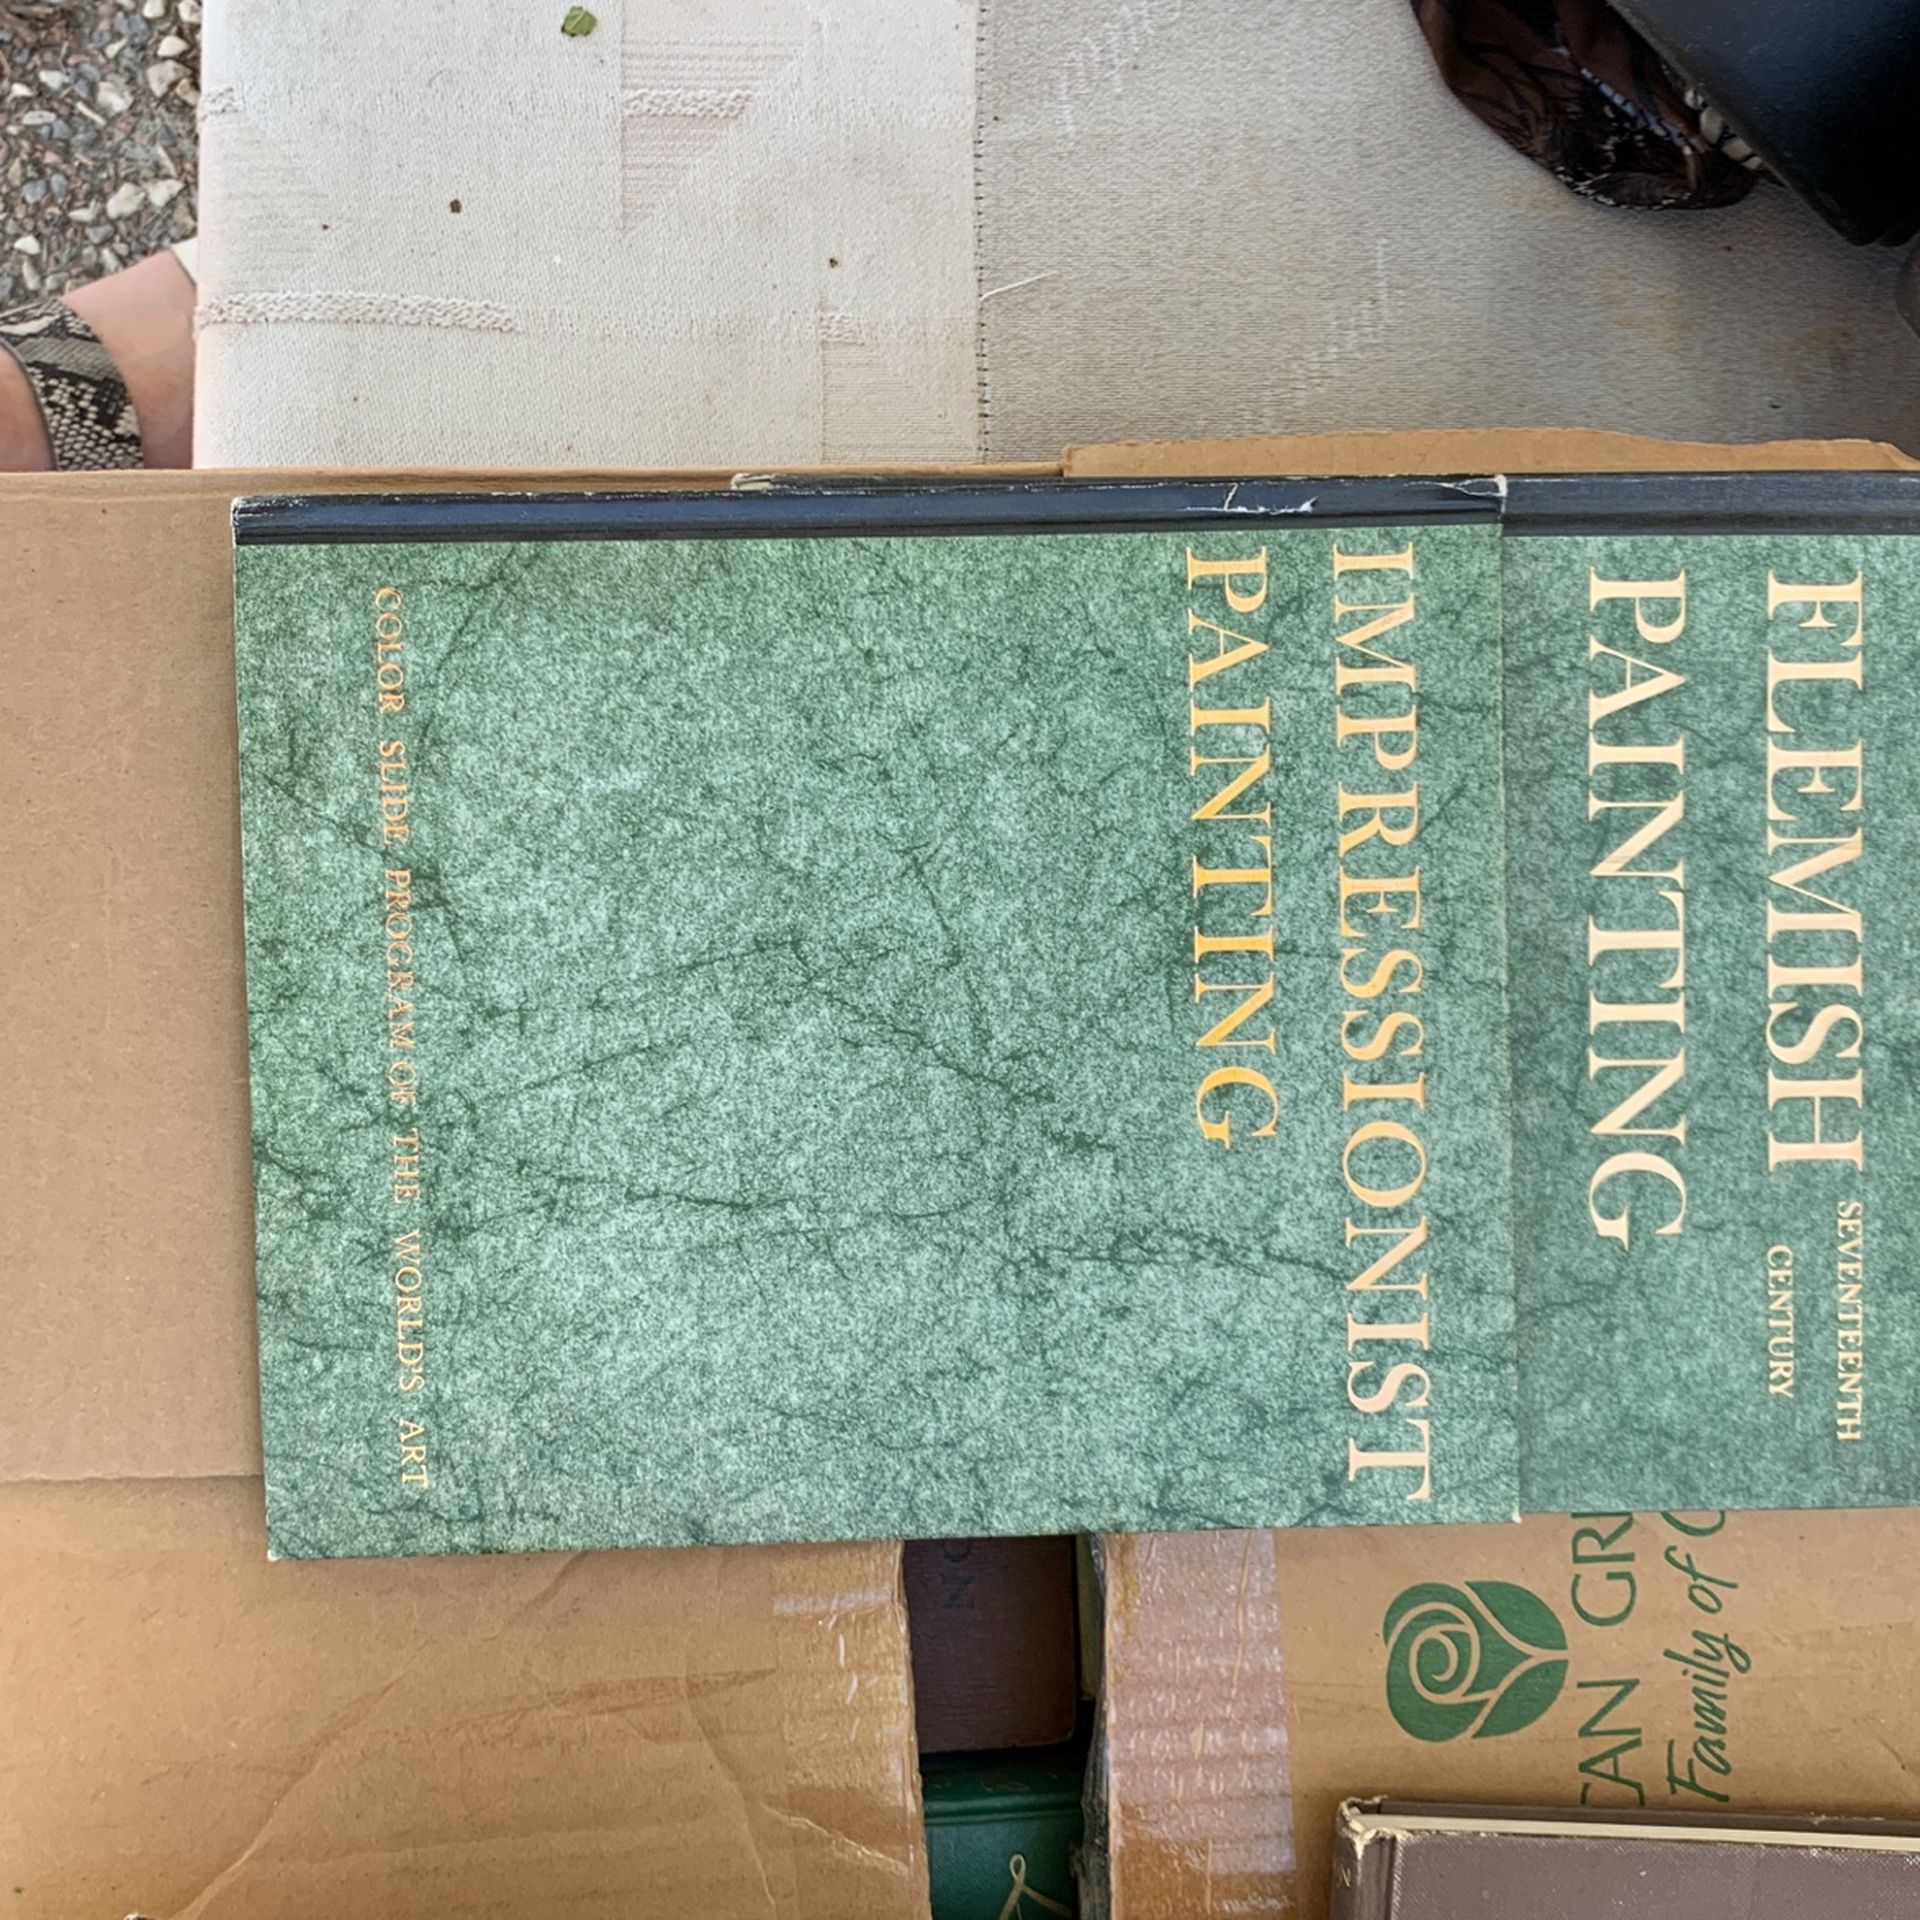 IMPRESSIONIST
PAINTING
COLOR SLIDE PROGRAM OF THE WORLD'S ART
FLEMISH SEVENTEENTH
CENTURY
PAINTING
Family of